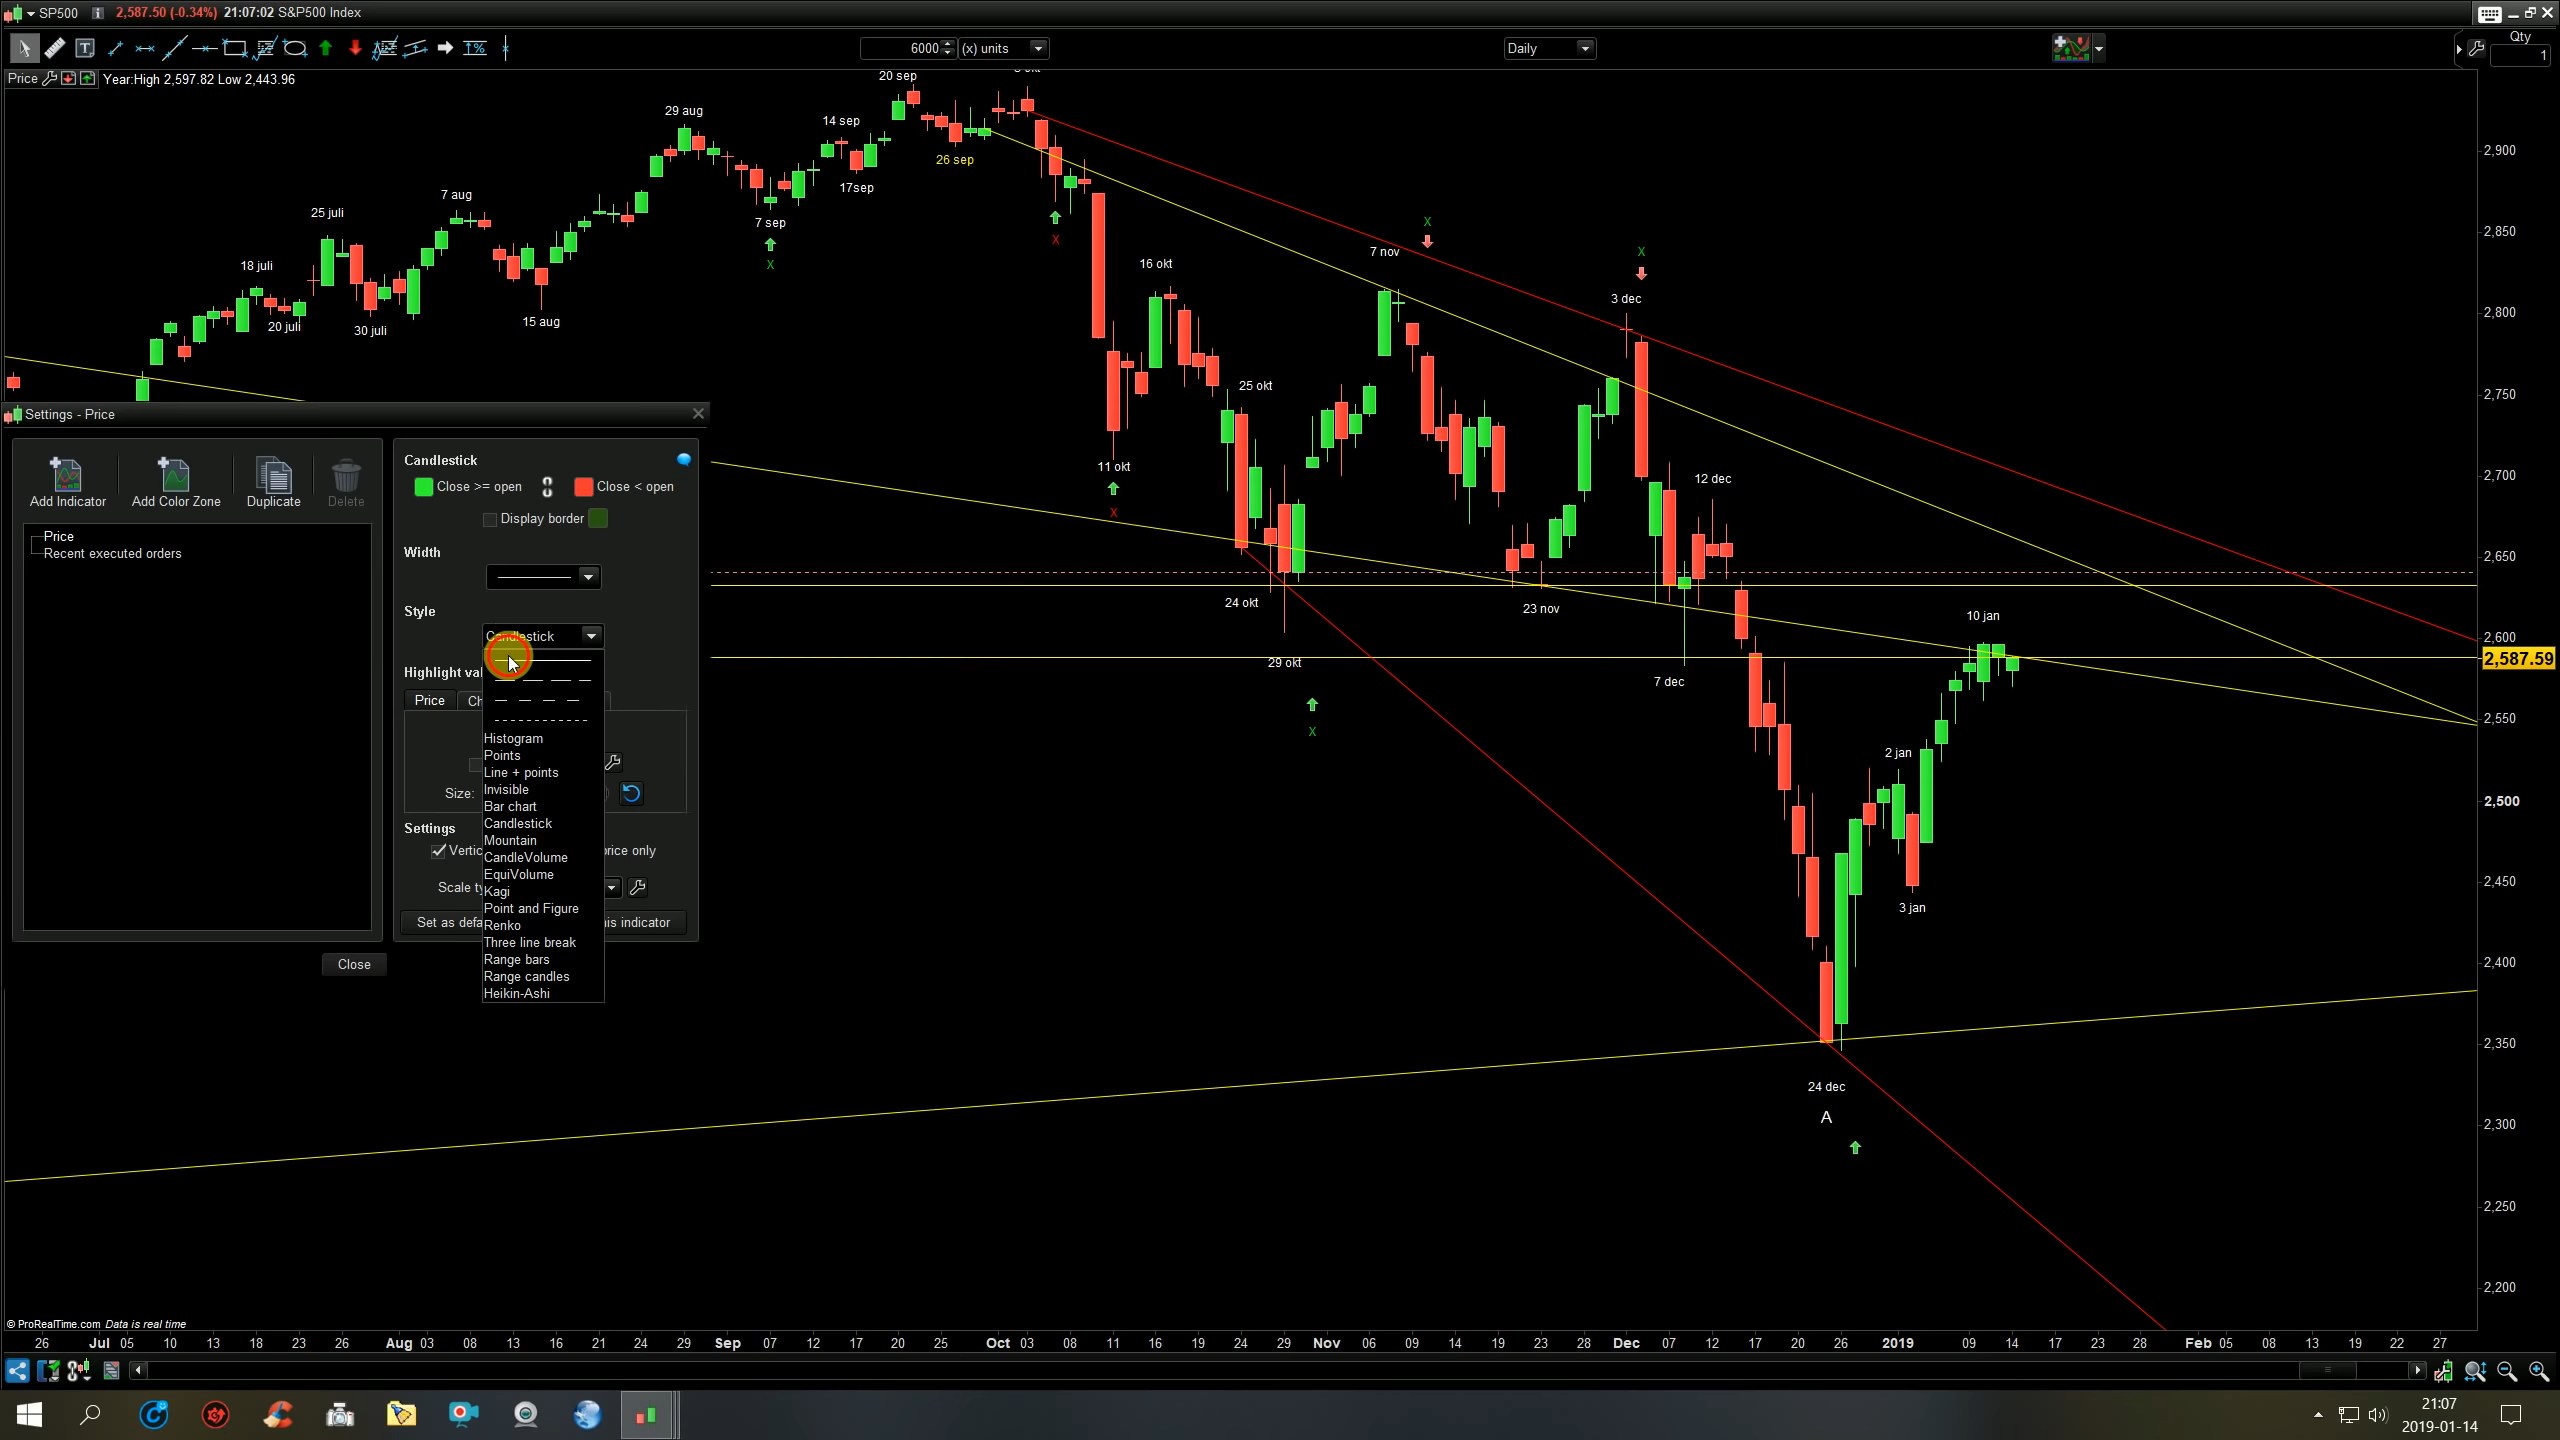 SP500 2,587.50 (-0.34%) 21:07:02 S&P500 Index
6000 (x) units Daily Qty 1
Price Year:High 2,597.82 Low 2,443.96
20 sep
29 aug
14 sep
26 sep
17sep
7 aug
25 juli
7 sep
X
X
18 juli
20 juli
30 juli
15 aug
16 okt
7 nov
X
X
3 dec
25 okt
11 okt
X
12 dec
24 okt
23 nov
29 okt
7 dec
X
10 jan
2 jan
3 jan
24 dec
A
2,900
2,850
2,800
2,750
2,700
2,650
2,600
2,587.59
2,550
2,500
2,450
2,400
2,350
2,300
2,250
2,200
Settings - Price
Add Indicator Add Color Zone Duplicate Delete
Price
Recent executed orders
Close
Candlestick
Close >= open Close < open
Display border
Width
Style
Candlestick
Highlight val
Price Ch
Size:
Settings
Vertic rice only
Scale ty
Set as defa is indicator
Histogram
Points
Line + points
Invisible
Bar chart
Candlestick
Mountain
CandleVolume
EquiVolume
Kagi
Point and Figure
Renko
Three line break
Range bars
Range candles
Heikin-Ashi
© ProRealTime.com Data is real time
26 Jul 05 10 13 18 23 26 Aug 03 08 13 16 21 24 29 Sep 07 12 17 20 25 Oct 03 08 11 16 19 24 29 Nov 06 09 14 19 23 28 Dec 07 12 17 20 26 2019 09 14 17 23 28 Feb 05 08 13 19 22 27
21:07
2019-01-14